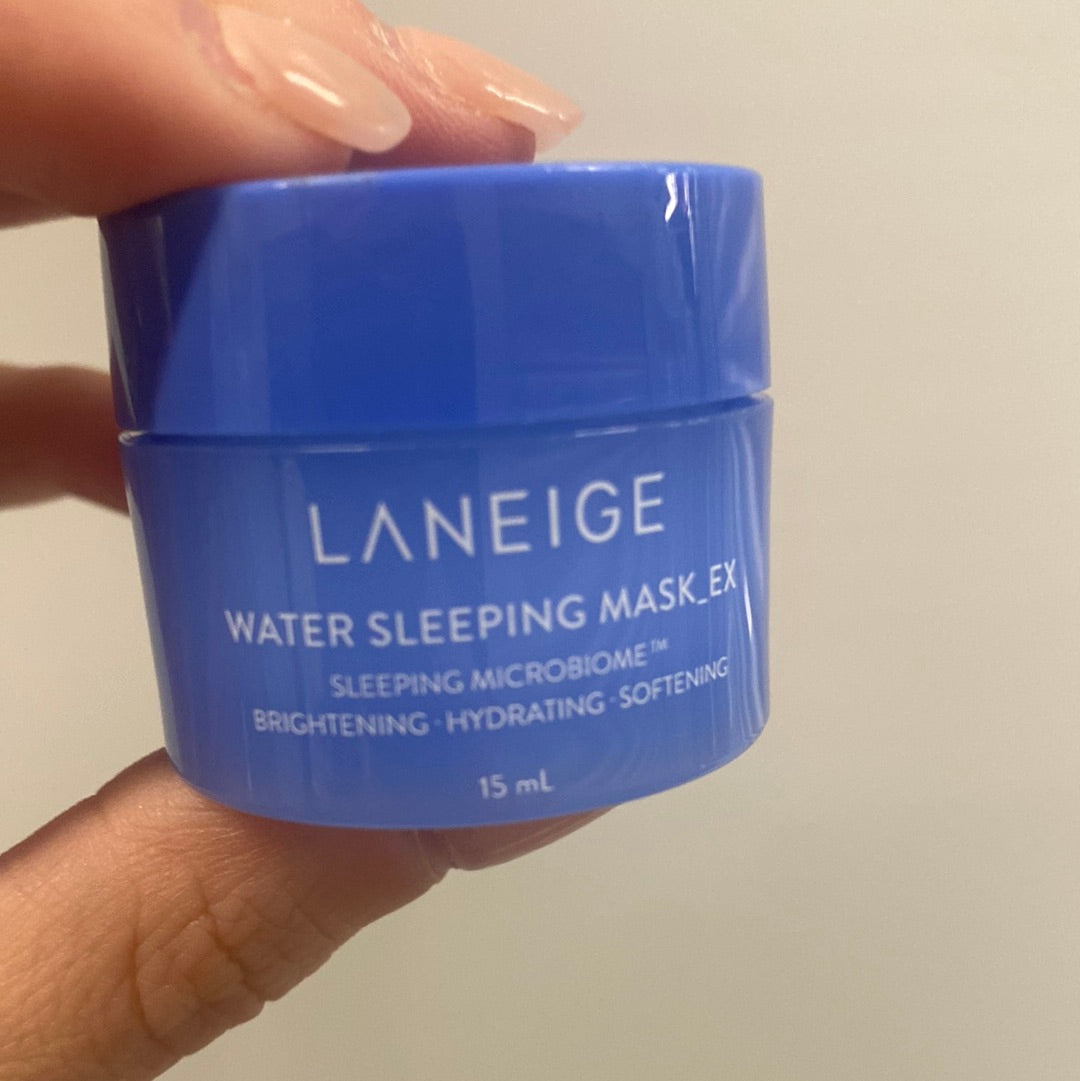 LANEIGE
WATER SLEEPING MASK_EX
SLEEPING MICROBIOME™
BRIGHTENING · HYDRATING · SOFTENING
15 mL